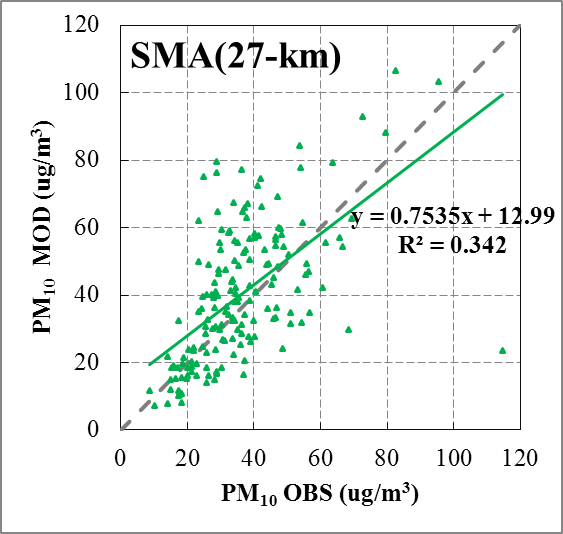 SMA(27-km)
120
100
80
60
40
20
0
PM₁₀ MOD (ug/m³)
y = 0.7535x + 12.99
R² = 0.342
0 20 40 60 80 100 120
PM₁₀ OBS (ug/m³)